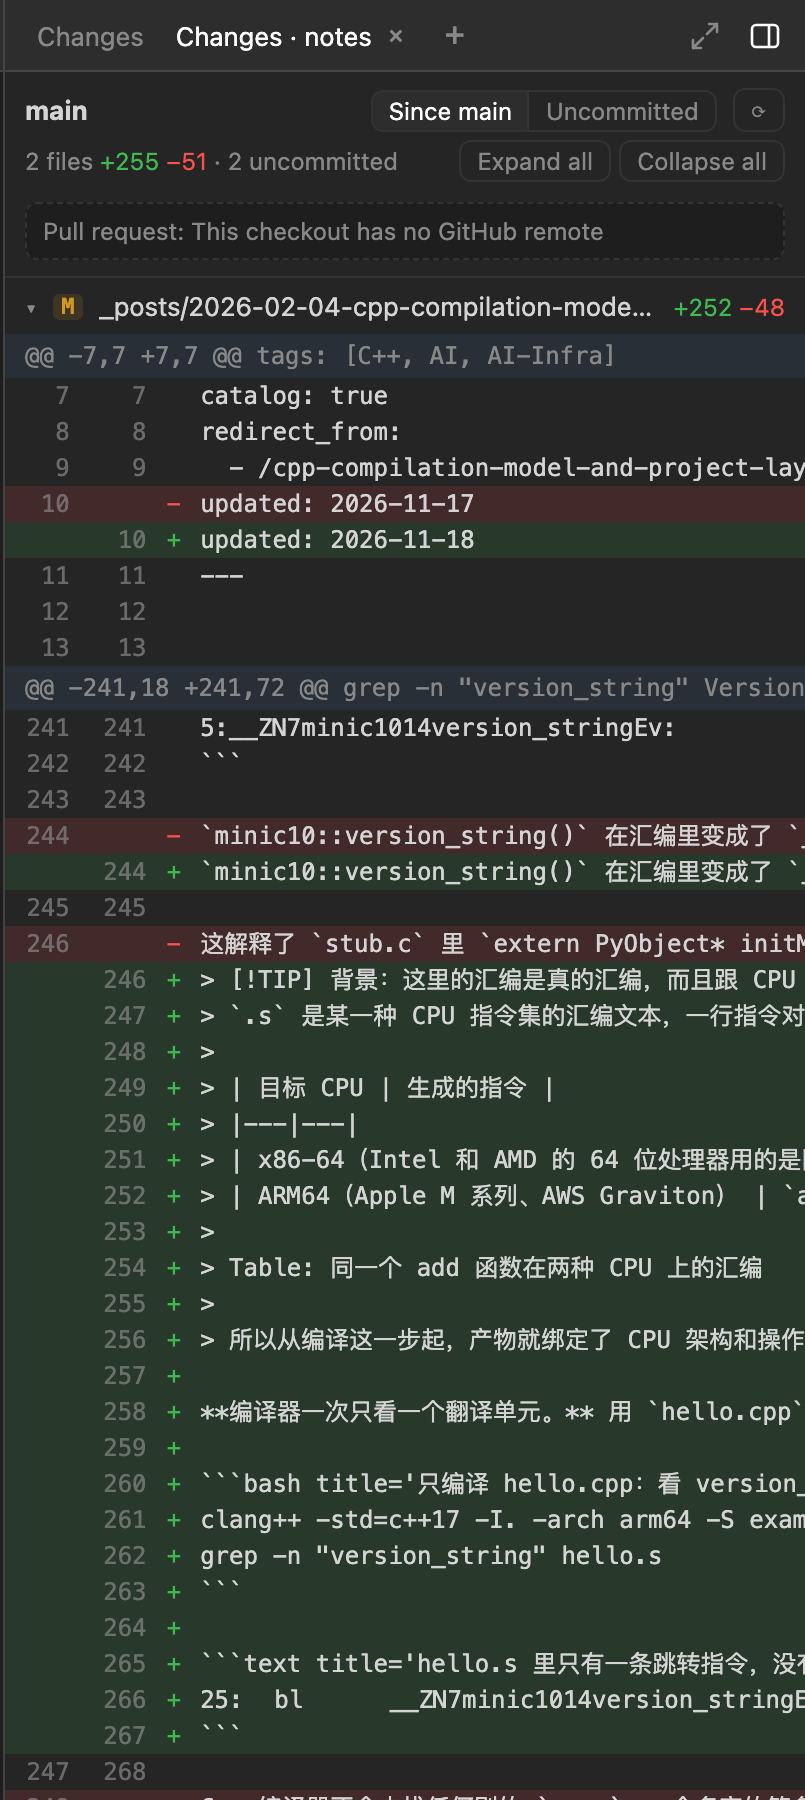 Changes Changes · notes × +
main Since main Uncommitted ⟳
2 files +255 −51 · 2 uncommitted Expand all Collapse all
Pull request: This checkout has no GitHub remote
▾ M _posts/2026-02-04-cpp-compilation-mode... +252 −48
@@ -7,7 +7,7 @@ tags: [C++, AI, AI-Infra]
7 7 catalog: true
8 8 redirect_from:
9 9 - /cpp-compilation-model-and-project-lay
10 − updated: 2026-11-17
10 + updated: 2026-11-18
11 11 ---
12 12
13 13
@@ -241,18 +241,72 @@ grep -n "version_string" Version
241 241 5:__ZN7minic1014version_stringEv:
242 242 ```
243 243
244 − `minic10::version_string()` 在汇编里变成了 `_
244 + `minic10::version_string()` 在汇编里变成了 `_
245 245
246 − 这解释了 `stub.c` 里 `extern PyObject* initM
246 + > [!TIP] 背景：这里的汇编是真的汇编，而且跟 CPU
247 + > `.s` 是某一种 CPU 指令集的汇编文本，一行指令对
248 + >
249 + > | 目标 CPU | 生成的指令 |
250 + > |---|---|
251 + > | x86-64（Intel 和 AMD 的 64 位处理器用的是
252 + > | ARM64（Apple M 系列、AWS Graviton） | `a
253 + >
254 + > Table: 同一个 add 函数在两种 CPU 上的汇编
255 + >
256 + > 所以从编译这一步起，产物就绑定了 CPU 架构和操作
257 +
258 + **编译器一次只看一个翻译单元。** 用 `hello.cpp`
259 +
260 + ```bash title='只编译 hello.cpp：看 version_
261 + clang++ -std=c++17 -I. -arch arm64 -S exam
262 + grep -n "version_string" hello.s
263 + ```
264 +
265 + ```text title='hello.s 里只有一条跳转指令，没有
266 + 25: bl __ZN7minic1014version_stringE
267 + ```
247 268